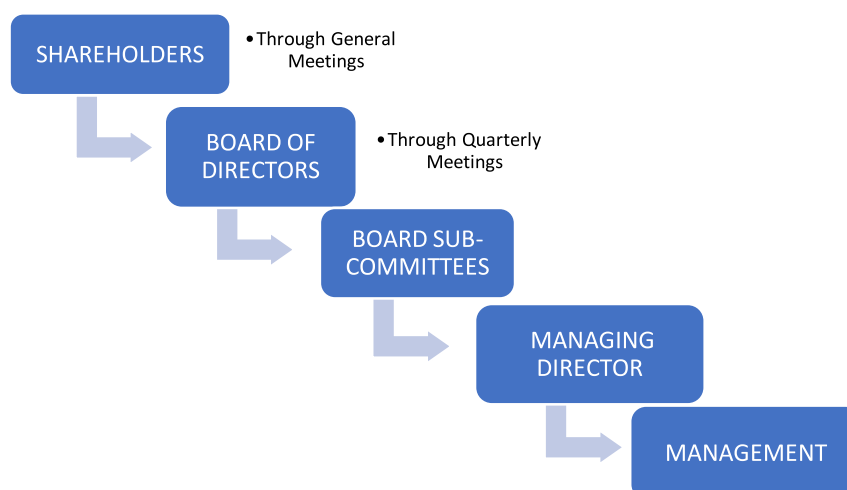 SHAREHOLDERS
•Through General
Meetings
BOARD OF
DIRECTORS
•Through Quarterly
Meetings
BOARD SUB-
COMMITTEES
MANAGING
DIRECTOR
MANAGEMENT